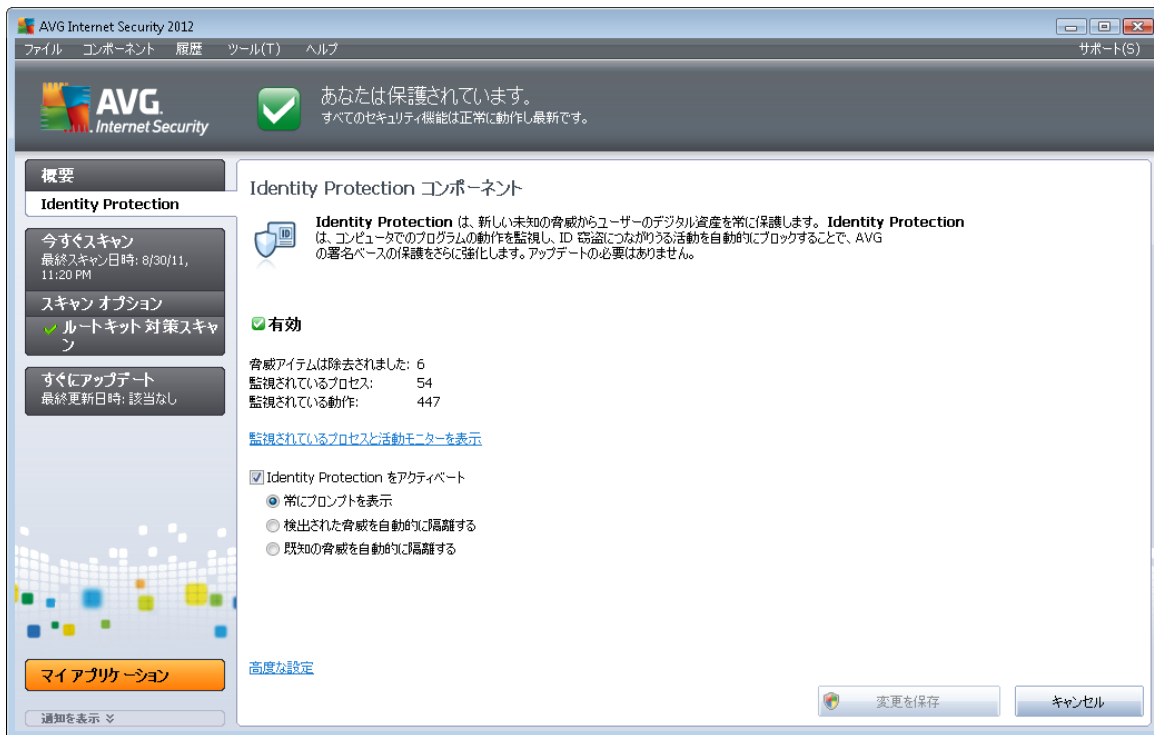 AVG Internet Security 2012
ファイル コンポーネント 履歴 ツール(T) ヘルプ サポート(S)
AVG.
Internet Security
あなたは保護されています。
すべてのセキュリティ機能は正常に動作し最新です。
概要
Identity Protection
今すぐスキャン
最終スキャン日時: 8/30/11,
11:20 PM
スキャン オプション
ルートキット対策スキャ
ン
すぐにアップデート
最終更新日時: 該当なし
マイ アプリケーション
通知を表示
Identity Protection コンポーネント
Identity Protection は、新しい未知の脅威からユーザーのデジタル資産を常に保護します。Identity Protection
は、コンピュータでのプログラムの動作を監視し、ID 窃盗につながりうる活動を自動的にブロックすることで、AVG
の署名ベースの保護をさらに強化します。アップデートの必要はありません。
有効
脅威アイテムは除去されました: 6
監視されているプロセス: 54
監視されている動作: 447
監視されているプロセスと活動モニターを表示
Identity Protection をアクティベート
常にプロンプトを表示
検出された脅威を自動的に隔離する
既知の脅威を自動的に隔離する
高度な設定
変更を保存
キャンセル